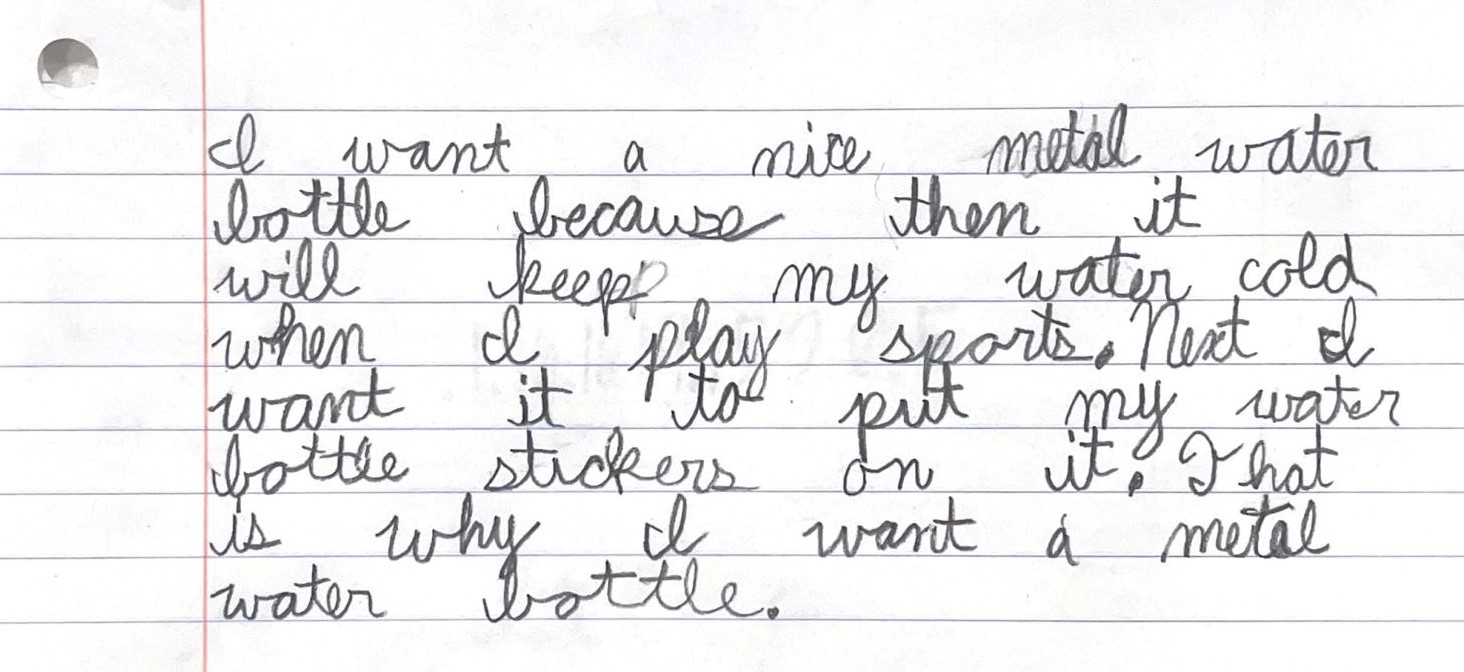 I want a nice metal water
bottle because then it
will keep my water cold
when I play sports. Next I
want it to put my water
bottle stickers on it. That
is why I want a metal
water bottle.